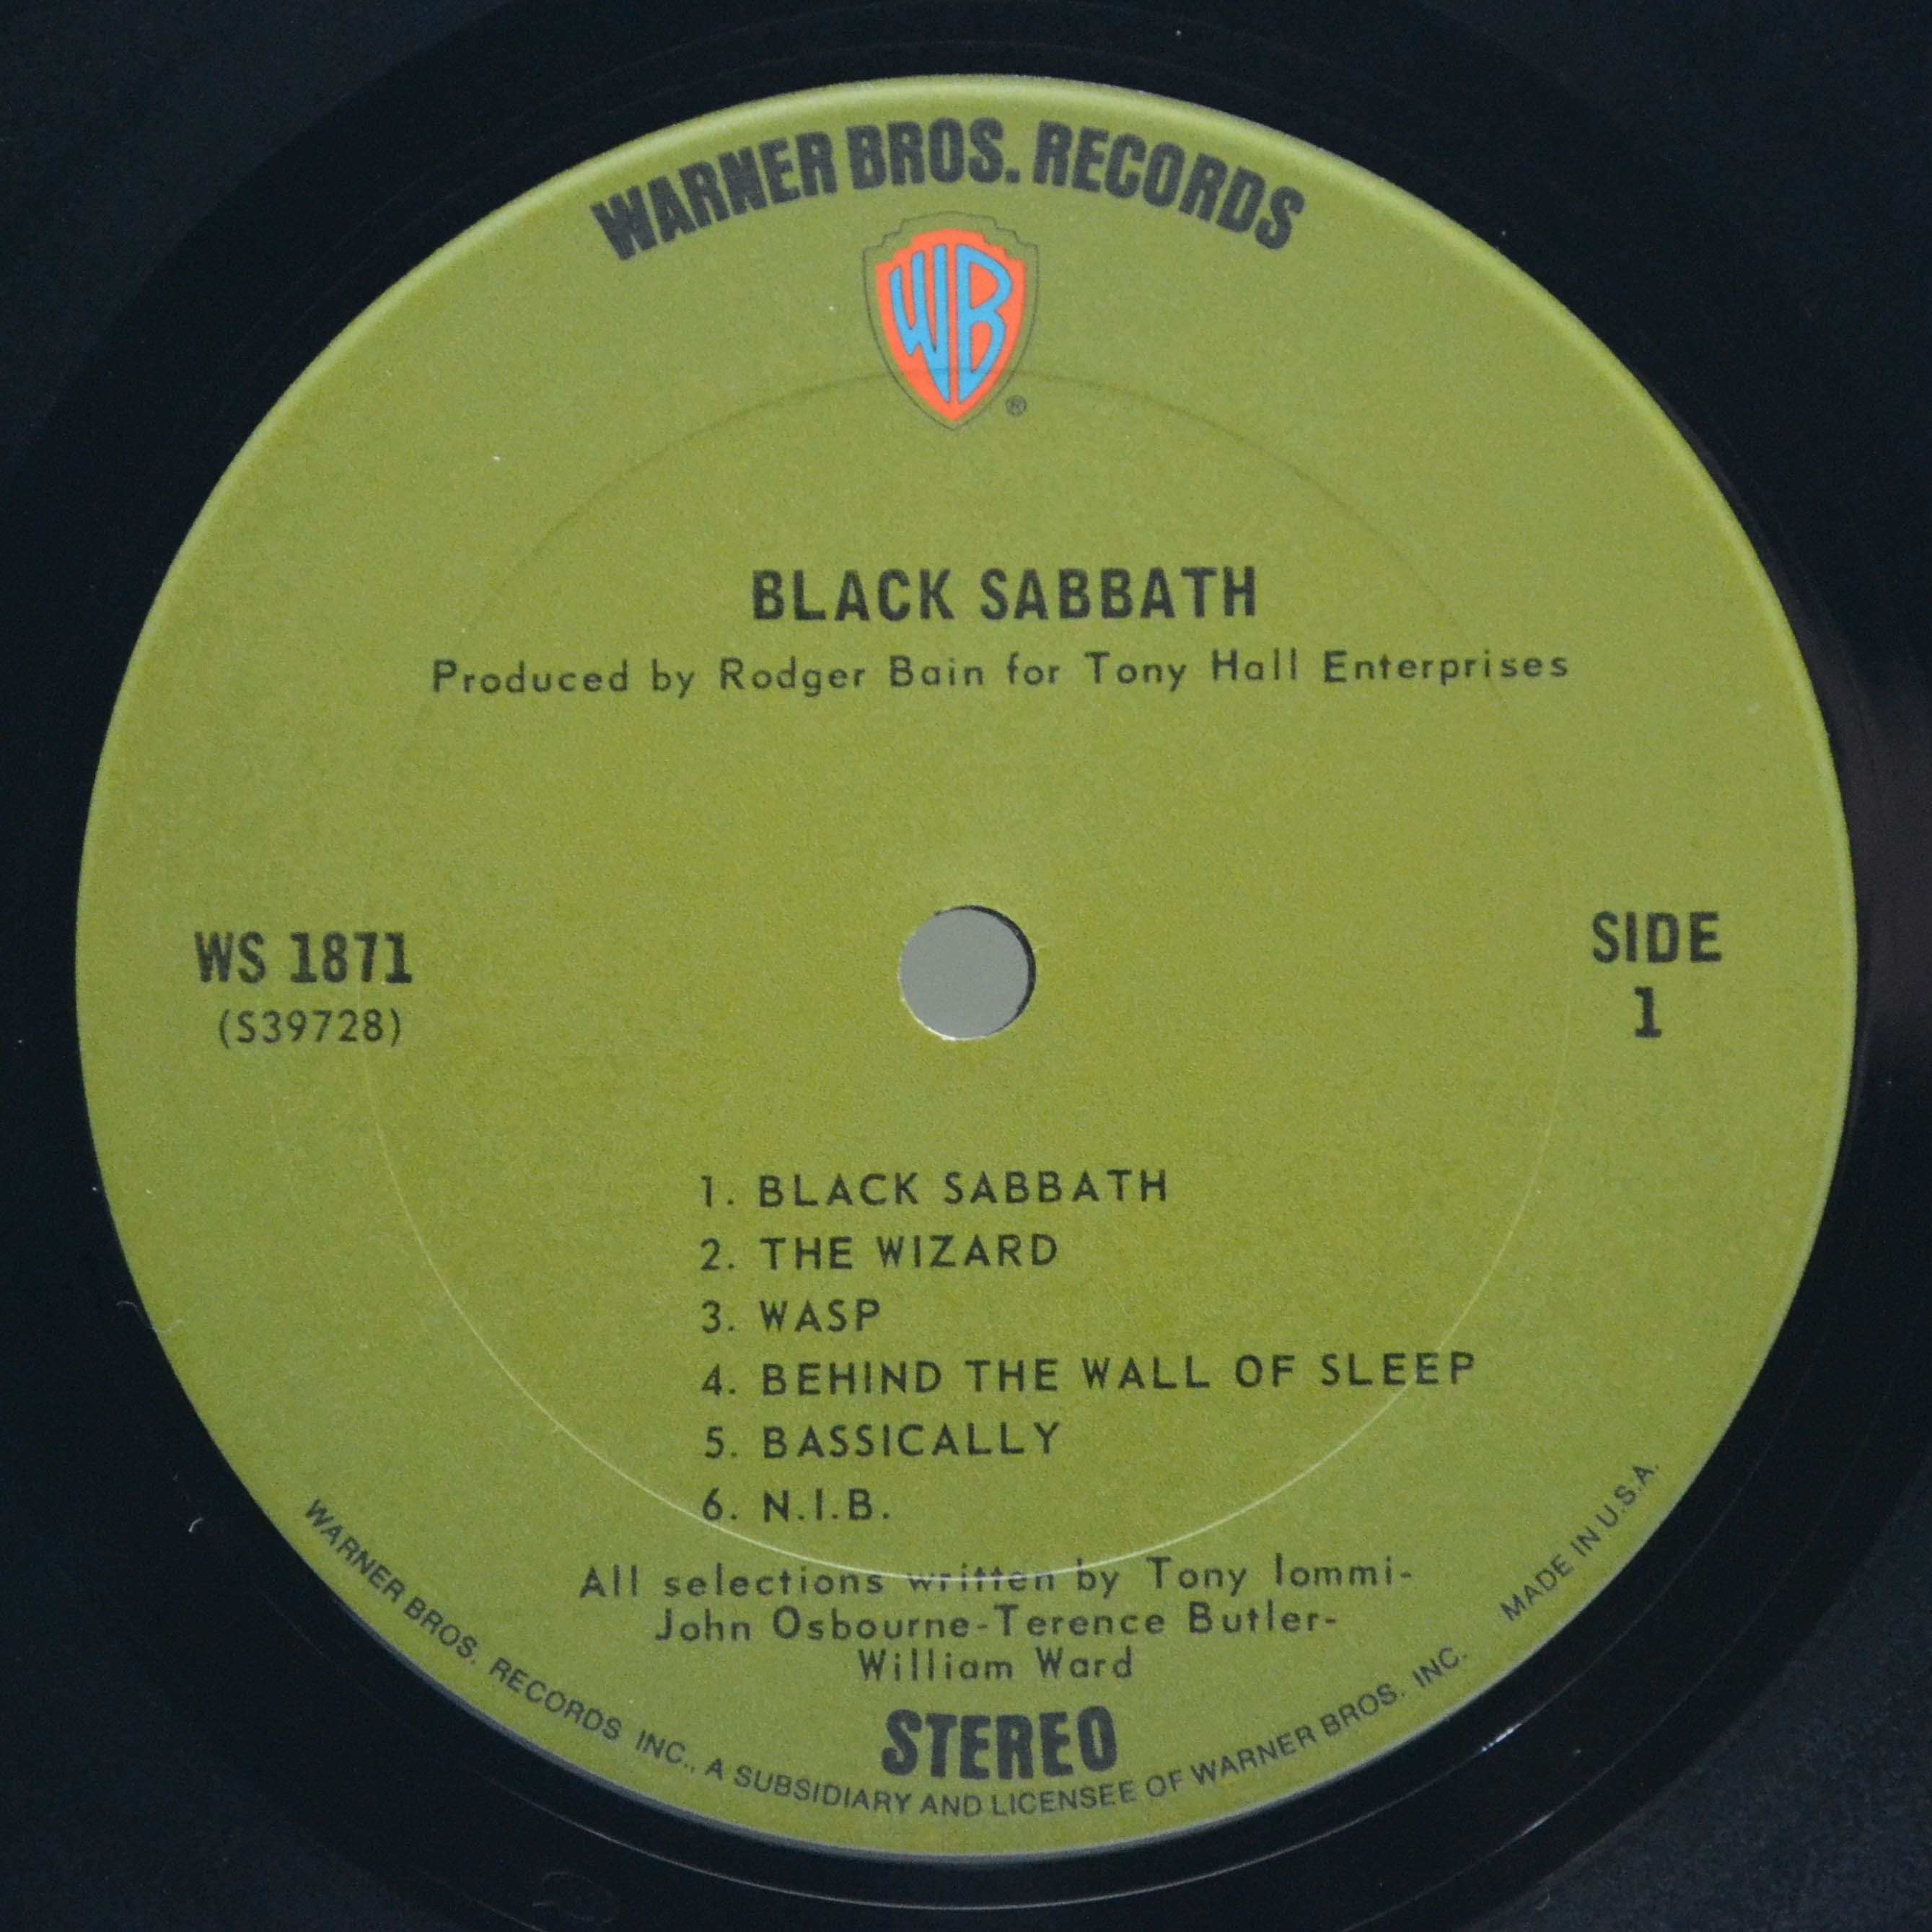 WARNER BROS. RECORDS
WB
®
BLACK SABBATH
Produced by Rodger Bain for Tony Hall Enterprises
WS 1871
(S39728)
SIDE
1
1. BLACK SABBATH
2. THE WIZARD
3. WASP
4. BEHIND THE WALL OF SLEEP
5. BASSICALLY
6. N.I.B.
All selections written by Tony Iommi-
John Osbourne-Terence Butler-
William Ward
STEREO
WARNER BROS. RECORDS INC., A SUBSIDIARY AND LICENSEE OF WARNER BROS. INC. MADE IN U.S.A.